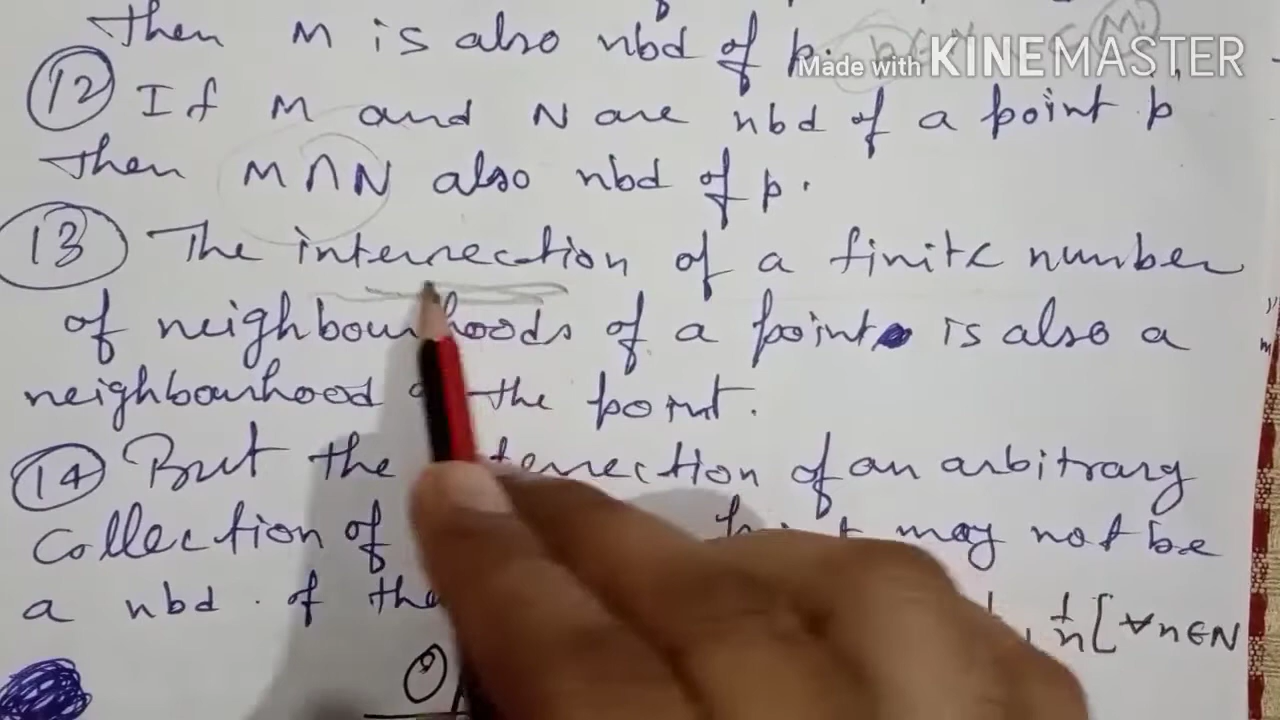 Then M is also nbd of p.
Made with KINEMASTER
12 If M and N are nbd of a point p
then M∩N also nbd of p.
13 The intersection of a finite number
of neighbourhoods of a point is also a
neighbourhood the point.
14 But the intersection of an arbitrary
collection of may not be
a nbd. of the
1/n[ ∀n∈N